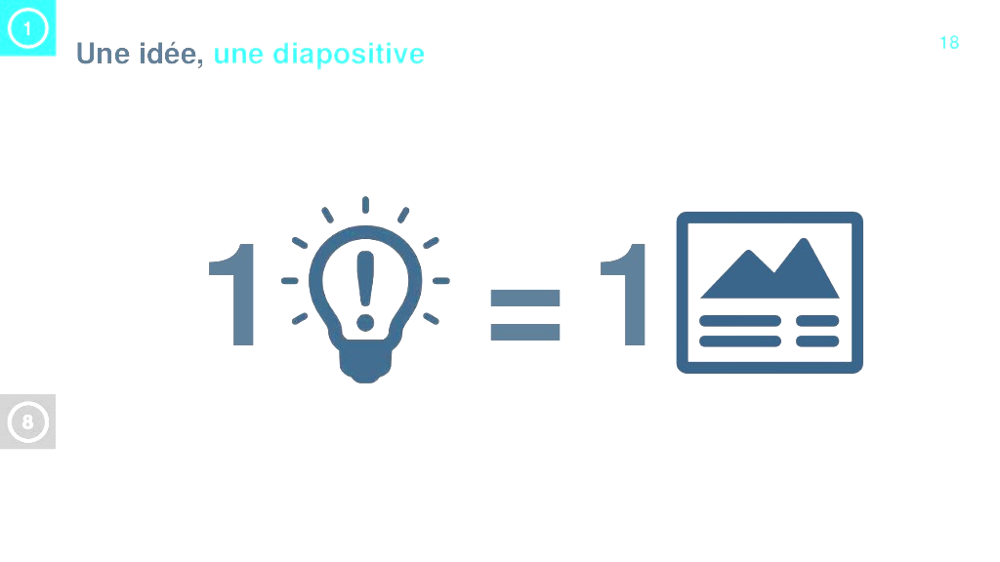 1
Une idée, une diapositive
18
1 ! = 1
8